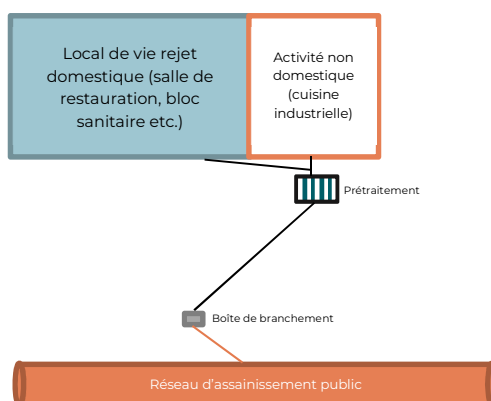 Local de vie rejet
domestique (salle de
restauration, bloc
sanitaire etc.)
Activité non
domestique
(cuisine
industrielle)
Prétraitement
Boîte de branchement
Réseau d’assainissement public